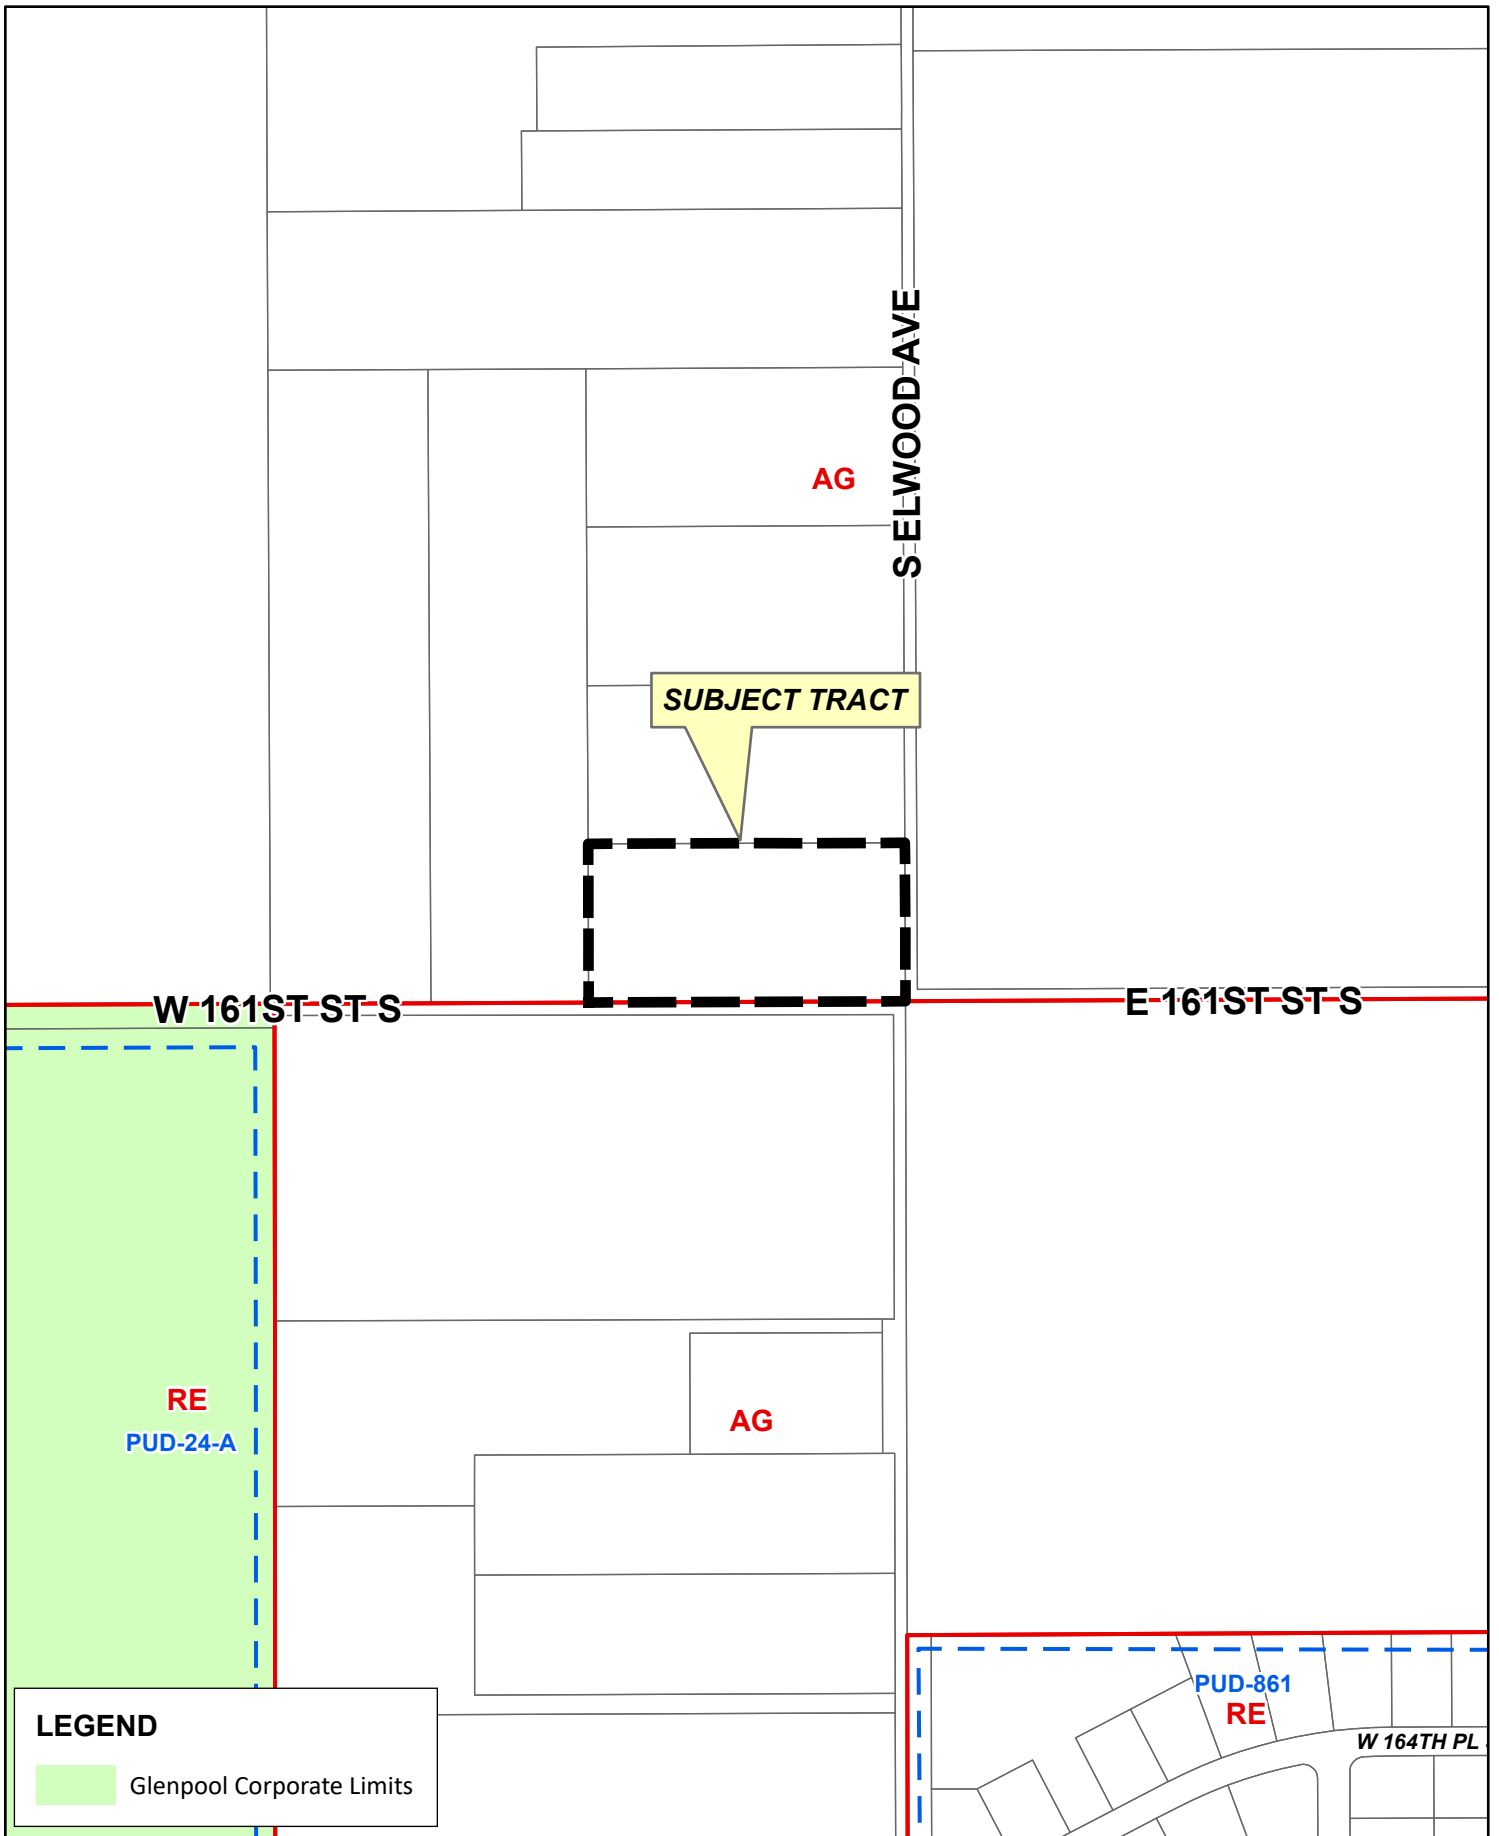 S ELWOOD AVE
AG
SUBJECT TRACT
W 161ST ST S
E 161ST ST S
RE
PUD-24-A
AG
PUD-861
RE
W 164TH PL
LEGEND
Glenpool Corporate Limits